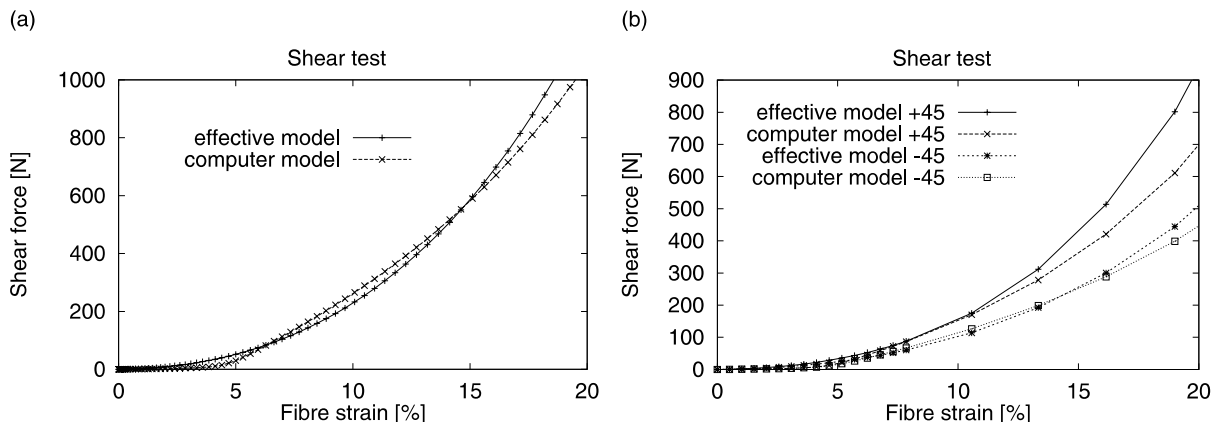 (a)
Shear test
1000
800
600
400
200
0
Shear force [N]
effective model
computer model
0 5 10 15 20
Fibre strain [%]
(b)
Shear test
900
800
700
600
500
400
300
200
100
0
Shear force [N]
effective model +45
computer model +45
effective model -45
computer model -45
0 5 10 15 20
Fibre strain [%]